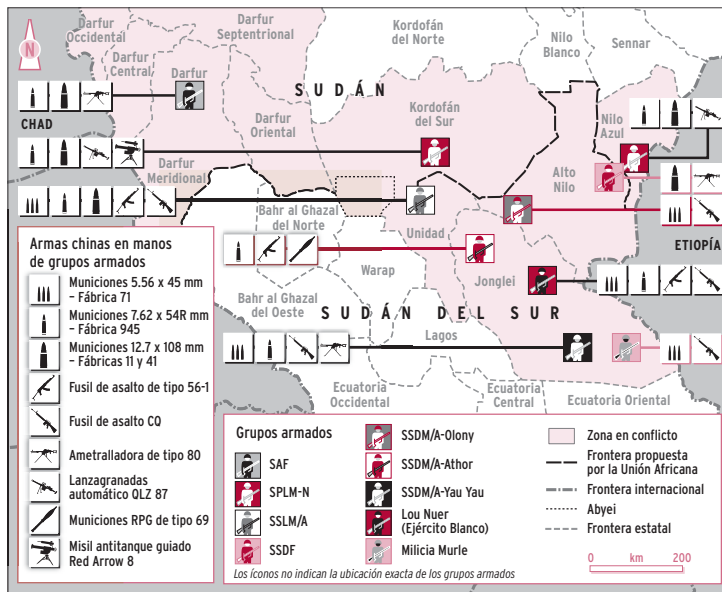 Darfur
Occidental
Darfur
Septentrional
Kordofán
del Norte
Nilo
Blanco
Sennar
N
Darfur
Central
Darfur
SUDÁN
CHAD
Darfur
Oriental
Kordofán
del Sur
Nilo
Azul
Darfur
Meridional
Alto
Nilo
Bahr al Ghazal
del Norte
Unidad
ETIOPÍA
Warap
Jonglei
Bahr al Ghazal
del Oeste
SUDÁN DEL SUR
Lagos
Ecuatoria
Occidental
Ecuatoria
Central
Ecuatoria Oriental
Armas chinas en manos
de grupos armados
Municiones 5.56 x 45 mm
– Fábrica 71
Municiones 7.62 x 54R mm
– Fábrica 945
Municiones 12.7 x 108 mm
– Fábricas 11 y 41
Fusil de asalto de tipo 56-1
Fusil de asalto CQ
Ametralladora de tipo 80
Lanzagranadas
automático QLZ 87
Municiones RPG de tipo 69
Misil antitanque guiado
Red Arrow 8
Grupos armados
SAF
SPLM-N
SSLM/A
SSDF
SSDM/A-Olony
SSDM/A-Athor
SSDM/A-Yau Yau
Lou Nuer
(Ejército Blanco)
Milicia Murle
Zona en conflicto
Frontera propuesta
por la Unión Africana
Frontera internacional
Abyei
Frontera estatal
0 km 200
Los íconos no indican la ubicación exacta de los grupos armados